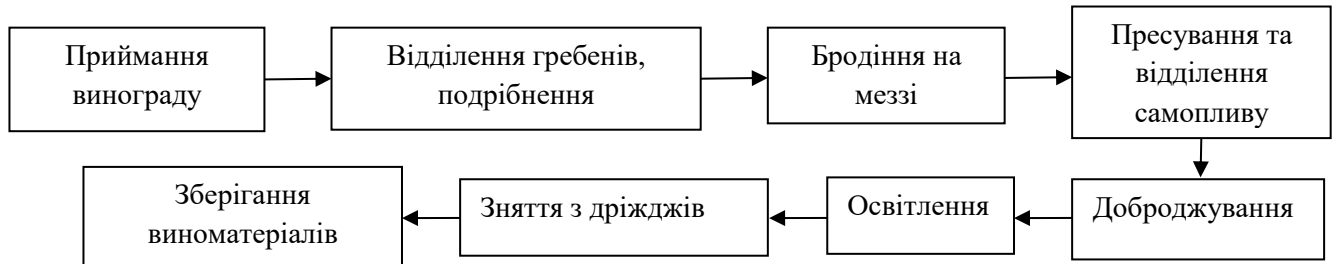 Приймання
винограду
Відділення гребенів,
подрібнення
Бродіння на
меззі
Пресування та
відділення
самопливу
Доброджування
Освітлення
Зняття з дріжджів
Зберігання
виноматеріалів